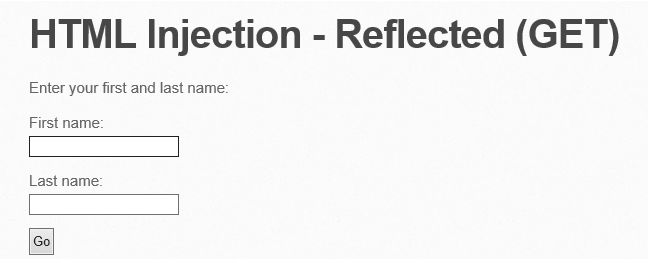 HTML Injection - Reflected (GET)
Enter your first and last name:
First name:
Last name:
Go